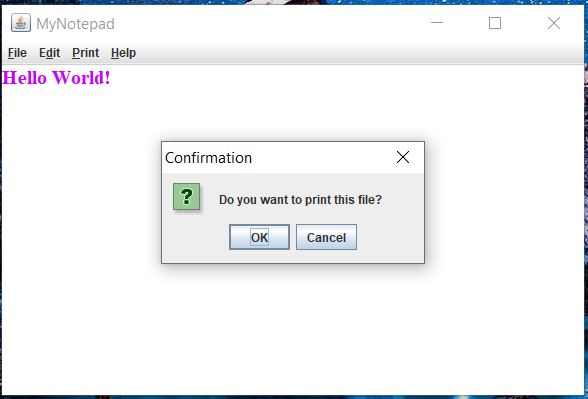 MyNotepad
File Edit Print Help
Hello World!
Confirmation
?
Do you want to print this file?
OK Cancel